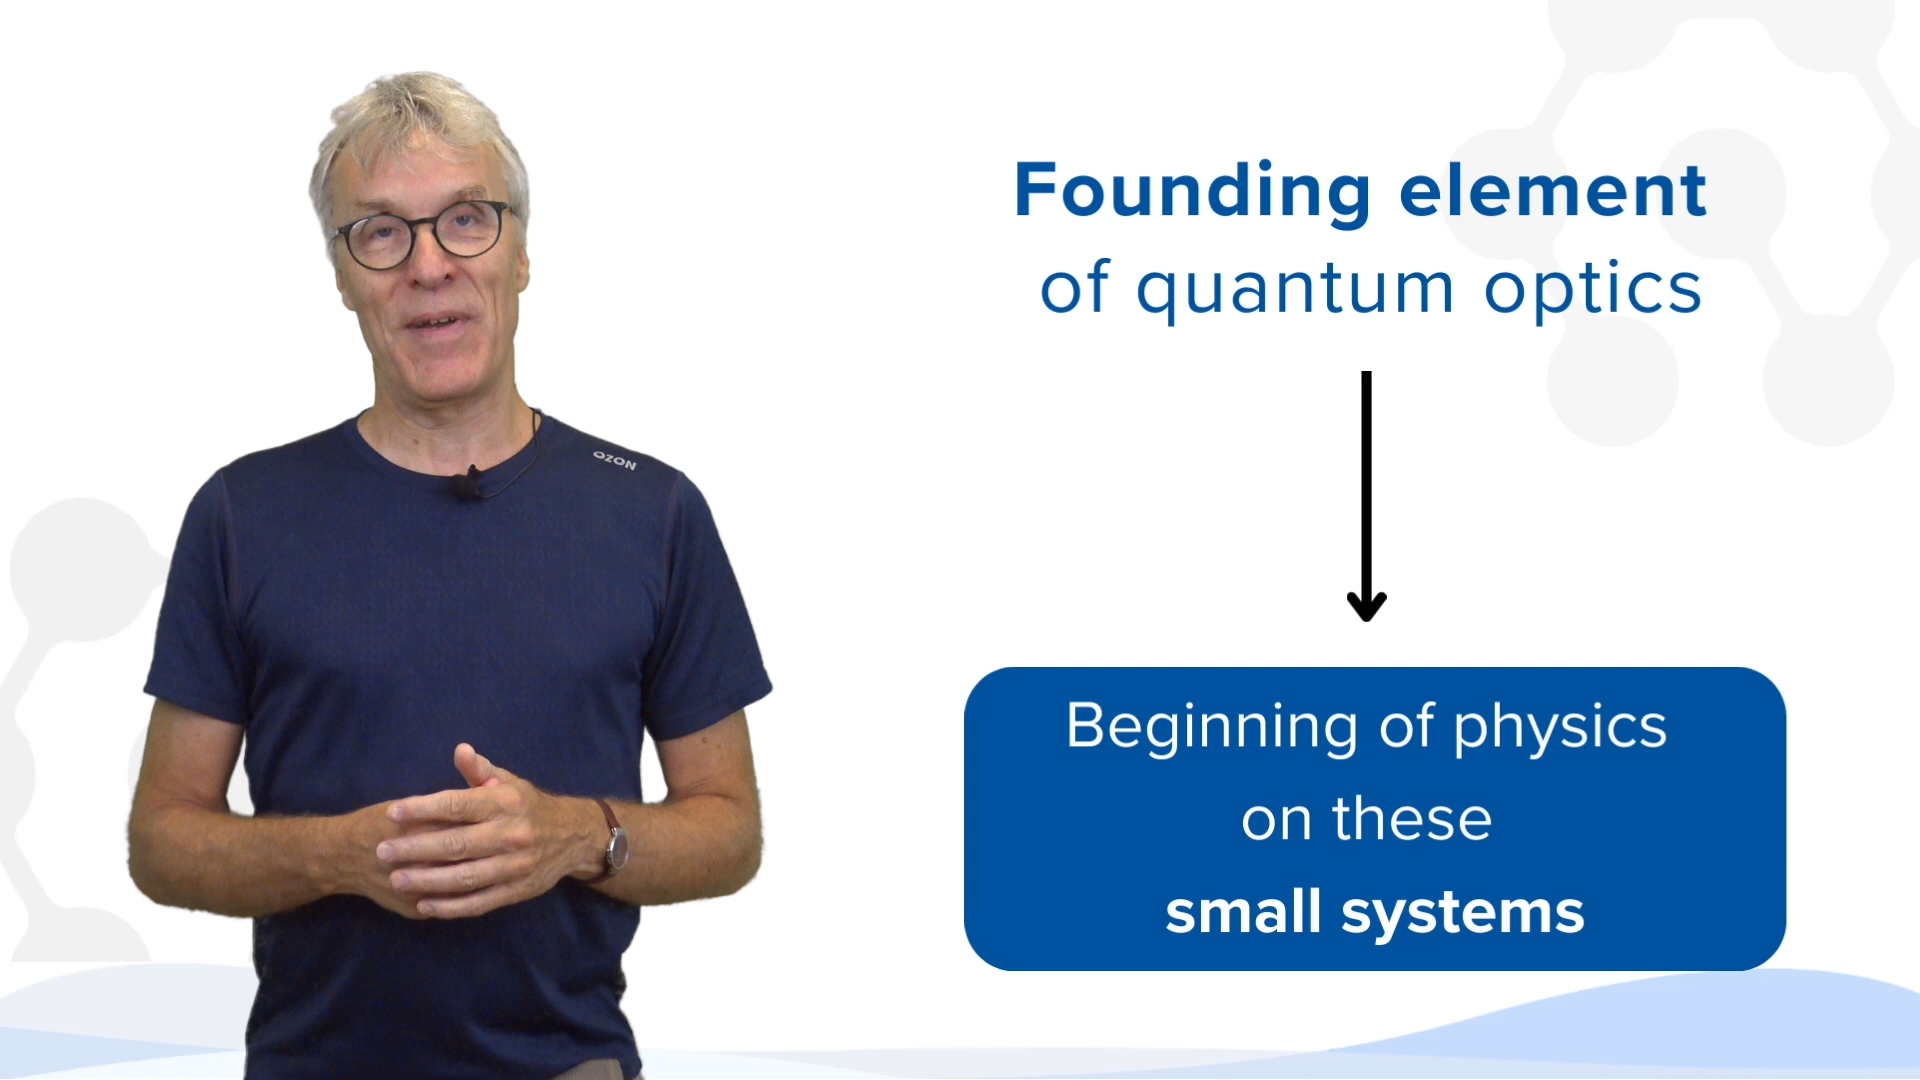 OZON
Founding element
of quantum optics
Beginning of physics
on these
small systems